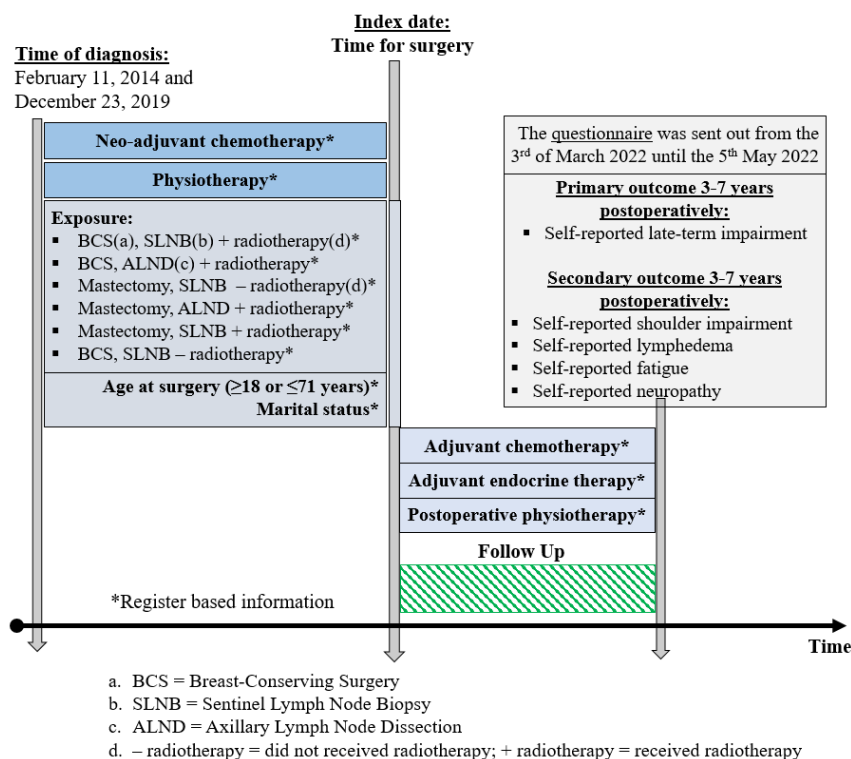 Index date:
Time for surgery
Time of diagnosis:
February 11, 2014 and
December 23, 2019
Neo-adjuvant chemotherapy*
Physiotherapy*
Exposure:
▪ BCS(a), SLNB(b) + radiotherapy(d)*
▪ BCS, ALND(c) + radiotherapy*
▪ Mastectomy, SLNB – radiotherapy(d)*
▪ Mastectomy, ALND + radiotherapy*
▪ Mastectomy, SLNB + radiotherapy*
▪ BCS, SLNB – radiotherapy*
Age at surgery (≥18 or ≤71 years)*
Marital status*
The questionnaire was sent out from the
3rd of March 2022 until the 5th May 2022
Primary outcome 3-7 years
postoperatively:
▪ Self-reported late-term impairment
Secondary outcome 3-7 years
postoperatively:
▪ Self-reported shoulder impairment
▪ Self-reported lymphedema
▪ Self-reported fatigue
▪ Self-reported neuropathy
Adjuvant chemotherapy*
Adjuvant endocrine therapy*
Postoperative physiotherapy*
Follow Up
*Register based information
Time
a. BCS = Breast-Conserving Surgery
b. SLNB = Sentinel Lymph Node Biopsy
c. ALND = Axillary Lymph Node Dissection
d. – radiotherapy = did not received radiotherapy; + radiotherapy = received radiotherapy